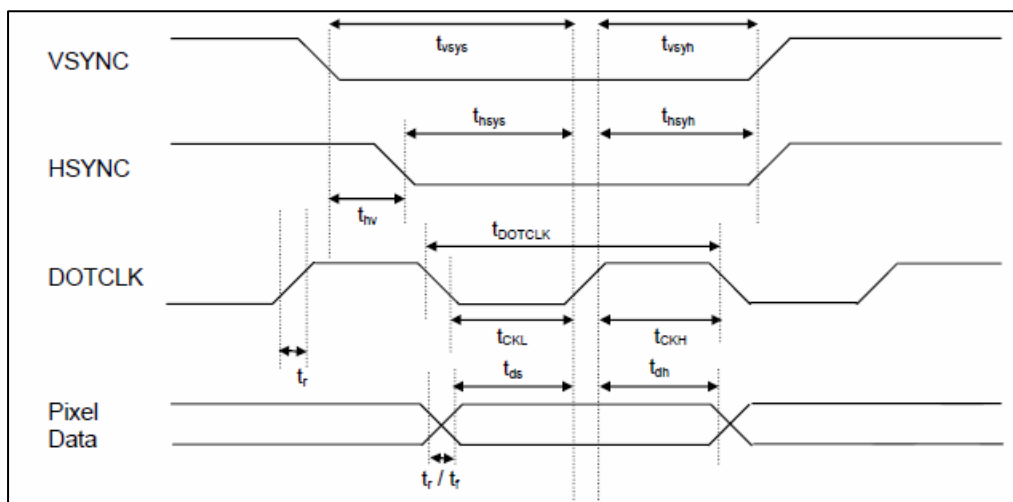 VSYNC
tvsys
tvsyh
HSYNC
thsys
thsyh
thv
DOTCLK
tDOTCLK
tCKL
tCKH
tr
Pixel
Data
tds
tdh
tr / tf